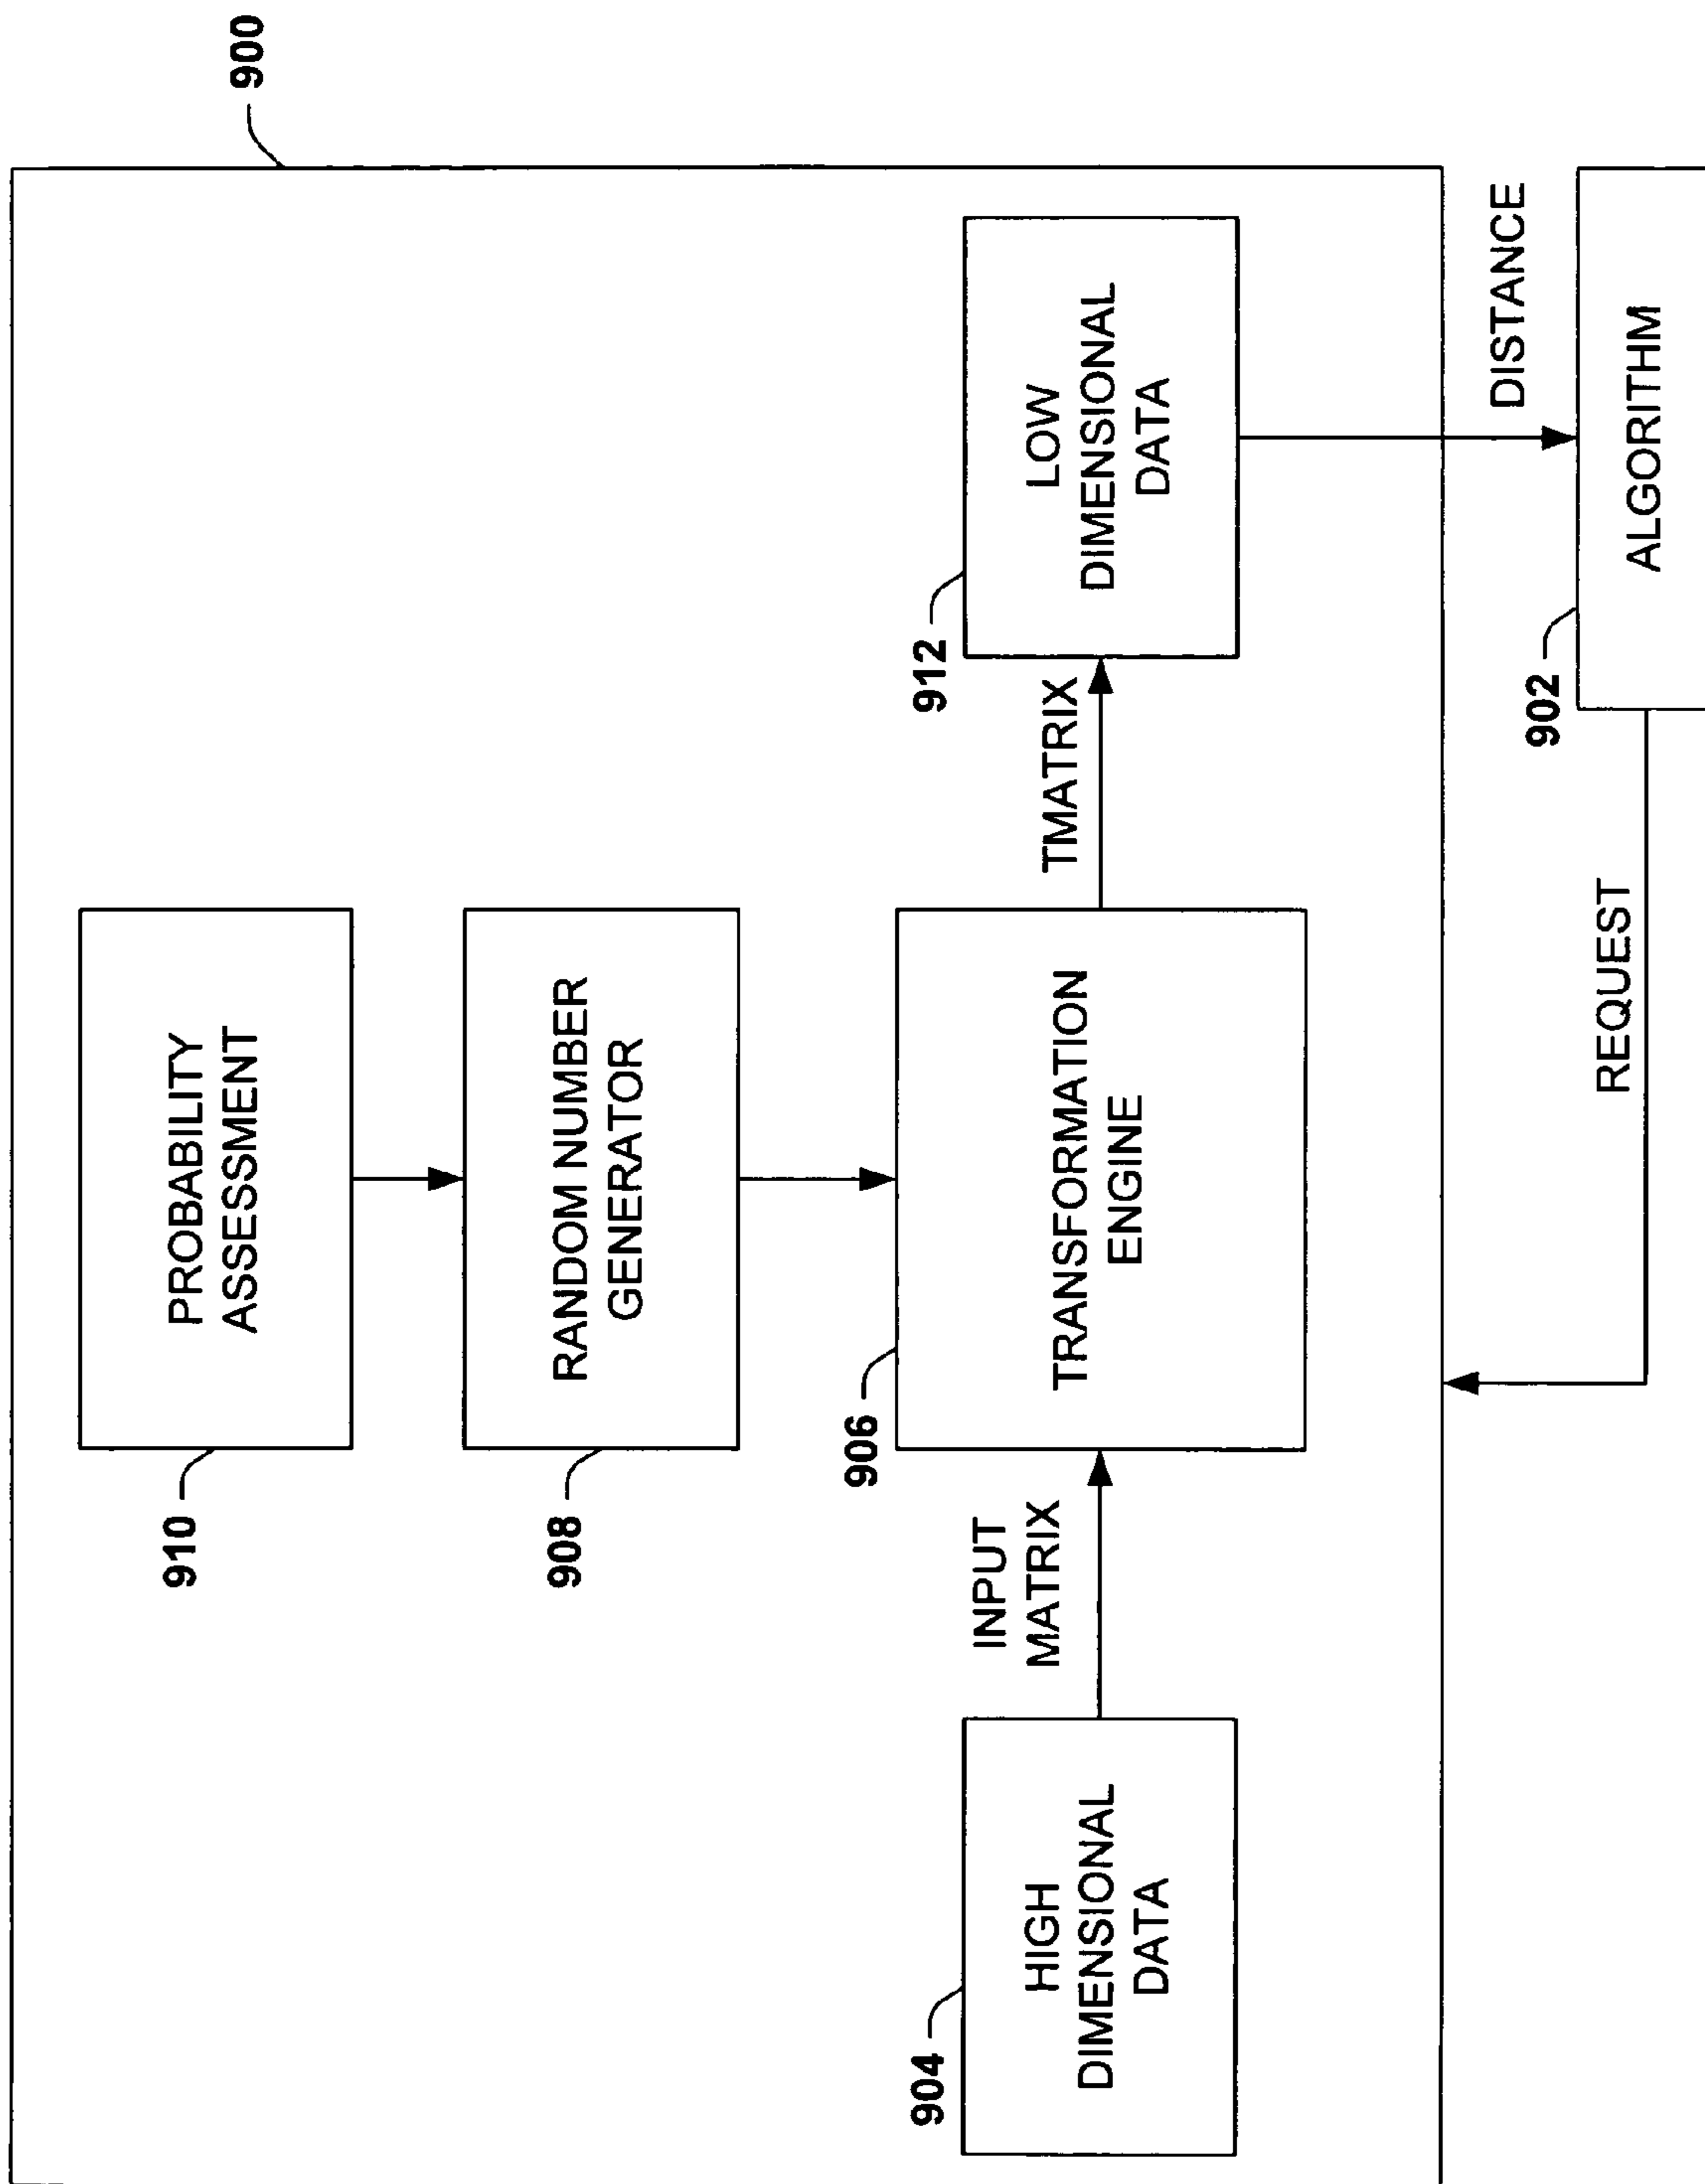 900
910
PROBABILITY
ASSESSMENT
908
RANDOM NUMBER
GENERATOR
904
HIGH
DIMENSIONAL
DATA
INPUT
MATRIX
906
TRANSFORMATION
ENGINE
TMATRIX
912
LOW
DIMENSIONAL
DATA
DISTANCE
REQUEST
902
ALGORITHM